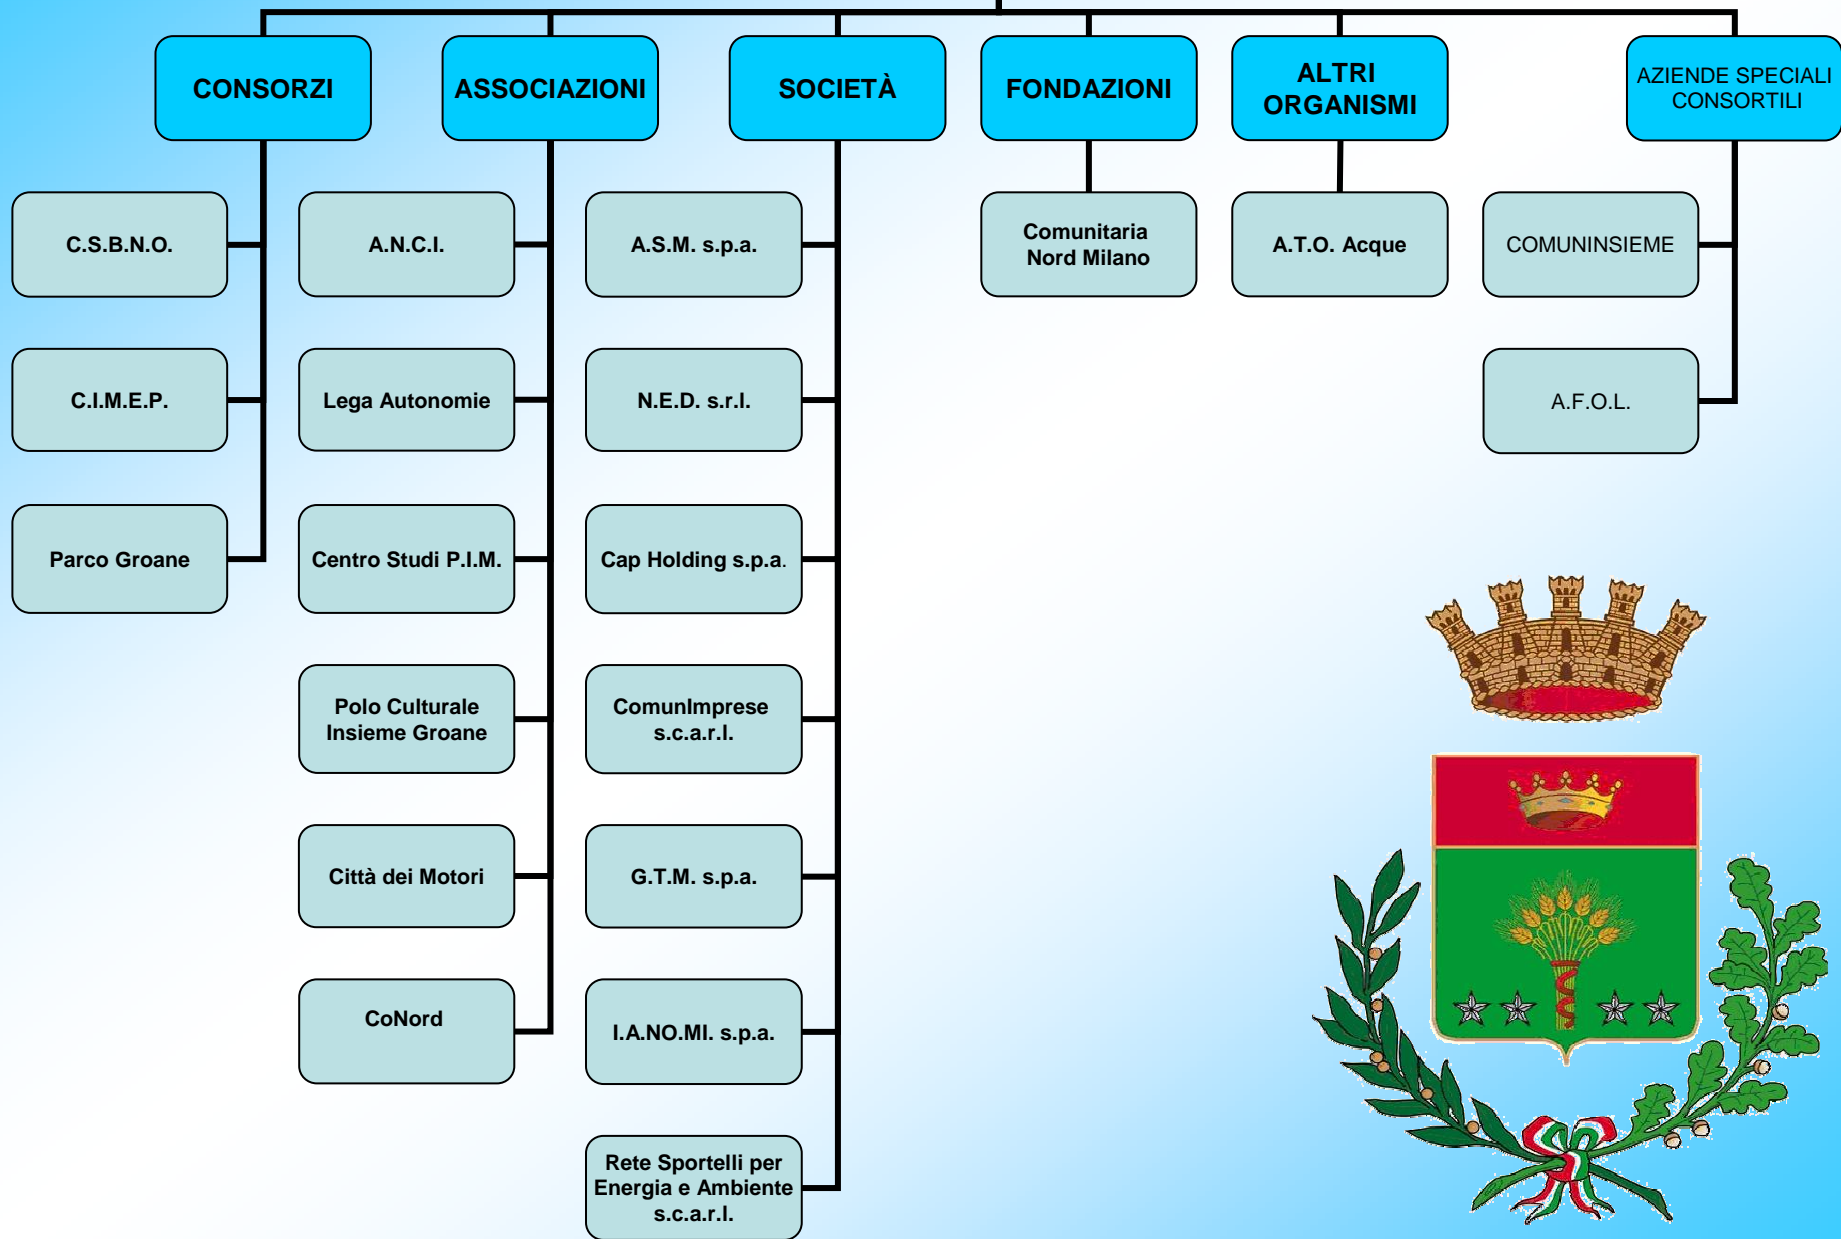 CONSORZI
ASSOCIAZIONI
SOCIETÀ
FONDAZIONI
ALTRI
ORGANISMI
AZIENDE SPECIALI
CONSORTILI
C.S.B.N.O.
C.I.M.E.P.
Parco Groane
A.N.C.I.
Lega Autonomie
Centro Studi P.I.M.
Polo Culturale
Insieme Groane
Città dei Motori
CoNord
A.S.M. s.p.a.
N.E.D. s.r.l.
Cap Holding s.p.a.
ComunImprese
s.c.a.r.l.
G.T.M. s.p.a.
I.A.NO.MI. s.p.a.
Rete Sportelli per
Energia e Ambiente
s.c.a.r.l.
Comunitaria
Nord Milano
A.T.O. Acque
COMUNINSIEME
A.F.O.L.